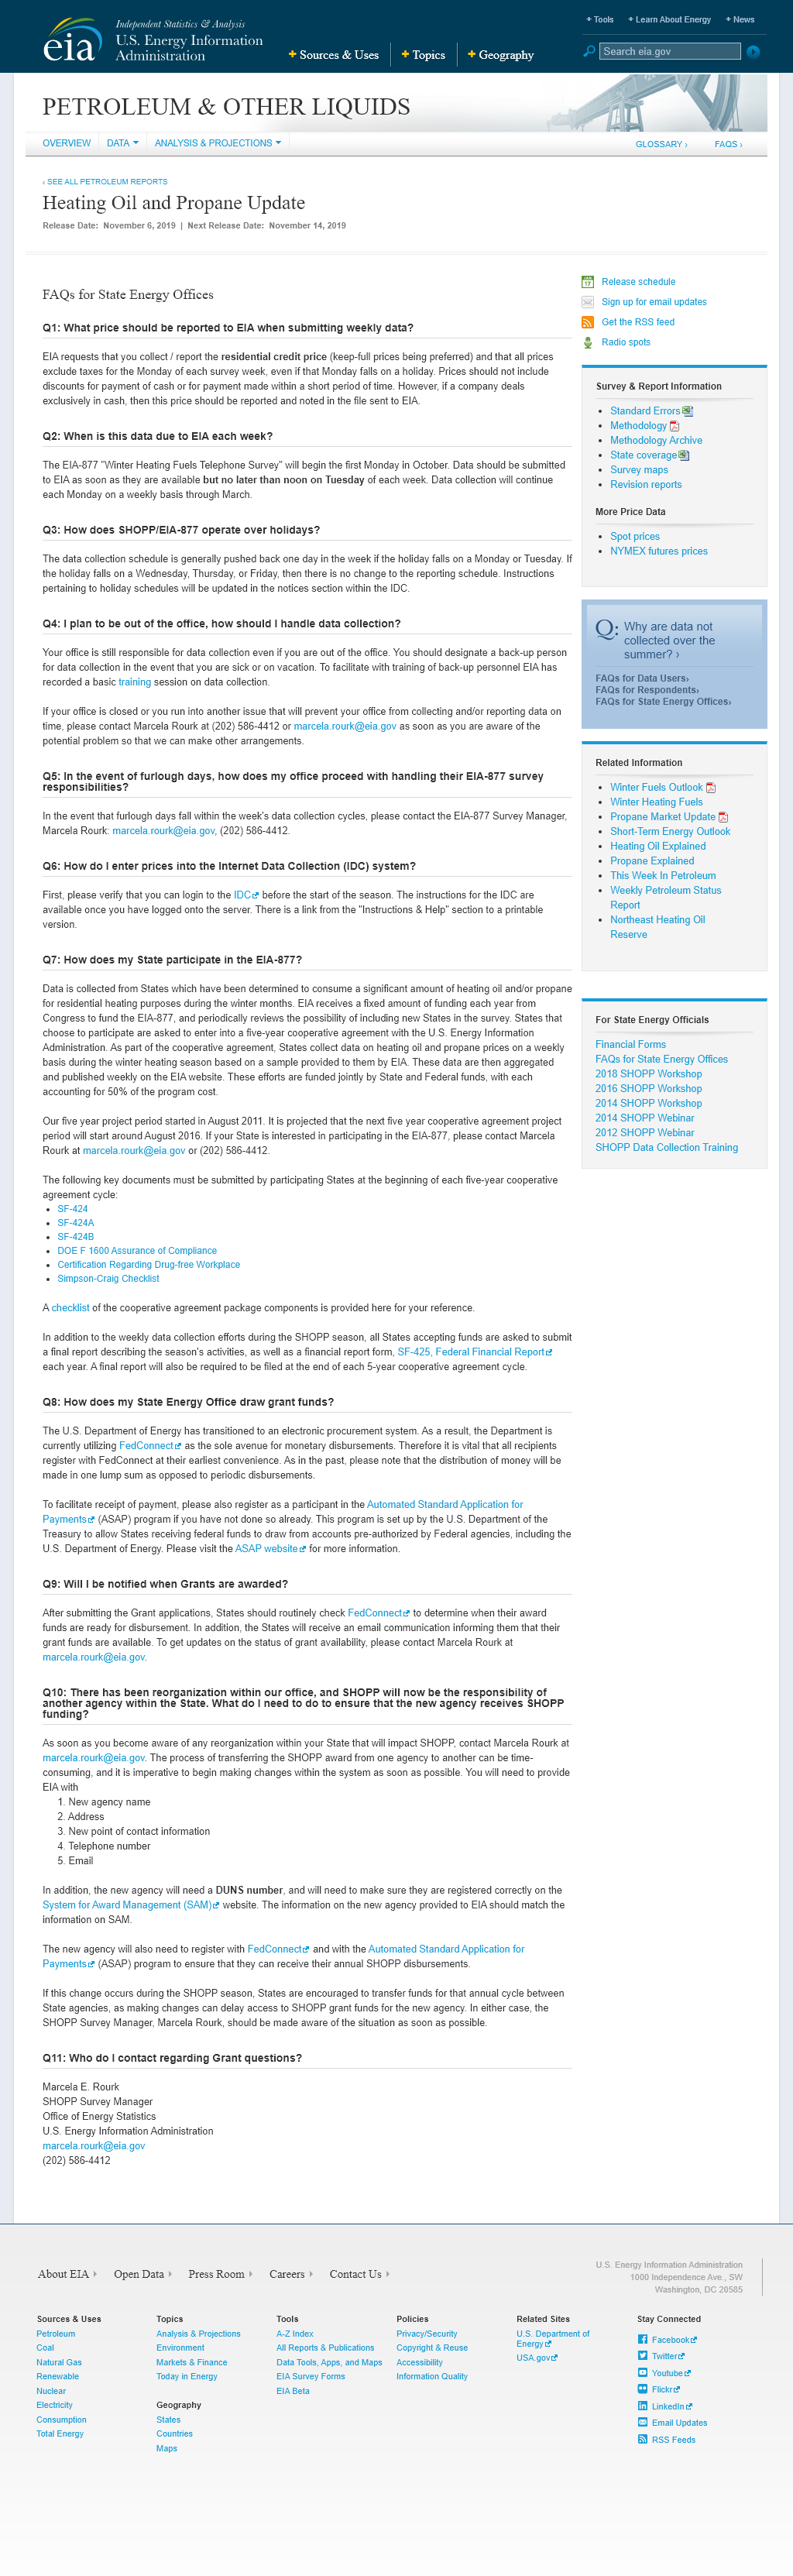 Independent Statistics & Analysis
U.S. Energy Information
Administration
eia
Sources & Uses
Topics
Geography
Tools
Learn About Energy
News
Search eia.gov
PETROLEUM & OTHER LIQUIDS
OVERVIEW
DATA
ANALYSIS & PROJECTIONS
GLOSSARY ›
FAQS ›
‹ SEE ALL PETROLEUM REPORTS
Heating Oil and Propane Update
Release Date: November 6, 2019 | Next Release Date: November 14, 2019
FAQs for State Energy Offices
Q1: What price should be reported to EIA when submitting weekly data?
EIA requests that you collect / report the residential credit price (keep-full prices being preferred) and that all prices
exclude taxes for the Monday of each survey week, even if that Monday falls on a holiday. Prices should not include
discounts for payment of cash or for payment made within a short period of time. However, if a company deals
exclusively in cash, then this price should be reported and noted in the file sent to EIA.
Q2: When is this data due to EIA each week?
The EIA-877 "Winter Heating Fuels Telephone Survey" will begin the first Monday in October. Data should be submitted
to EIA as soon as they are available but no later than noon on Tuesday of each week. Data collection will continue
each Monday on a weekly basis through March.
Q3: How does SHOPP/EIA-877 operate over holidays?
The data collection schedule is generally pushed back one day in the week if the holiday falls on a Monday or Tuesday. If
the holiday falls on a Wednesday, Thursday, or Friday, then there is no change to the reporting schedule. Instructions
pertaining to holiday schedules will be updated in the notices section within the IDC.
Q4: I plan to be out of the office, how should I handle data collection?
Your office is still responsible for data collection even if you are out of the office. You should designate a back-up person
for data collection in the event that you are sick or on vacation. To facilitate with training of back-up personnel EIA has
recorded a basic training session on data collection.
If your office is closed or you run into another issue that will prevent your office from collecting and/or reporting data on
time, please contact Marcela Rourk at (202) 586-4412 or marcela.rourk@eia.gov as soon as you are aware of the
potential problem so that we can make other arrangements.
Q5: In the event of furlough days, how does my office proceed with handling their EIA-877 survey
responsibilities?
In the event that furlough days fall within the week's data collection cycles, please contact the EIA-877 Survey Manager,
Marcela Rourk: marcela.rourk@eia.gov, (202) 586-4412.
Q6: How do I enter prices into the Internet Data Collection (IDC) system?
First, please verify that you can login to the IDC before the start of the season. The instructions for the IDC are
available once you have logged onto the server. There is a link from the "Instructions & Help" section to a printable
version.
Q7: How does my State participate in the EIA-877?
Data is collected from States which have been determined to consume a significant amount of heating oil and/or propane
for residential heating purposes during the winter months. EIA receives a fixed amount of funding each year from
Congress to fund the EIA-877, and periodically reviews the possibility of including new States in the survey. States that
choose to participate are asked to enter into a five-year cooperative agreement with the U.S. Energy Information
Administration. As part of the cooperative agreement, States collect data on heating oil and propane prices on a weekly
basis during the winter heating season based on a sample provided to them by EIA. These data are then aggregated
and published weekly on the EIA website. These efforts are funded jointly by State and Federal funds, with each
accounting for 50% of the program cost.
Our five year project period started in August 2011. It is projected that the next five year cooperative agreement project
period will start around August 2016. If your State is interested in participating in the EIA-877, please contact Marcela
Rourk at marcela.rourk@eia.gov or (202) 586-4412.
The following key documents must be submitted by participating States at the beginning of each five-year cooperative
agreement cycle:
SF-424
SF-424A
SF-424B
DOE F 1600 Assurance of Compliance
Certification Regarding Drug-free Workplace
Simpson-Craig Checklist
A checklist of the cooperative agreement package components is provided here for your reference.
In addition to the weekly data collection efforts during the SHOPP season, all States accepting funds are asked to submit
a final report describing the season's activities, as well as a financial report form, SF-425, Federal Financial Report
each year. A final report will also be required to be filed at the end of each 5-year cooperative agreement cycle.
Q8: How does my State Energy Office draw grant funds?
The U.S. Department of Energy has transitioned to an electronic procurement system. As a result, the Department is
currently utilizing FedConnect as the sole avenue for monetary disbursements. Therefore it is vital that all recipients
register with FedConnect at their earliest convenience. As in the past, please note that the distribution of money will be
made in one lump sum as opposed to periodic disbursements.
To facilitate receipt of payment, please also register as a participant in the Automated Standard Application for
Payments (ASAP) program if you have not done so already. This program is set up by the U.S. Department of the
Treasury to allow States receiving federal funds to draw from accounts pre-authorized by Federal agencies, including the
U.S. Department of Energy. Please visit the ASAP website for more information.
Q9: Will I be notified when Grants are awarded?
After submitting the Grant applications, States should routinely check FedConnect to determine when their award
funds are ready for disbursement. In addition, the States will receive an email communication informing them that their
grant funds are available. To get updates on the status of grant availability, please contact Marcela Rourk at
marcela.rourk@eia.gov.
Q10: There has been reorganization within our office, and SHOPP will now be the responsibility of
another agency within the State. What do I need to do to ensure that the new agency receives SHOPP
funding?
As soon as you become aware of any reorganization within your State that will impact SHOPP, contact Marcela Rourk at
marcela.rourk@eia.gov. The process of transferring the SHOPP award from one agency to another can be time-
consuming, and it is imperative to begin making changes within the system as soon as possible. You will need to provide
EIA with
1. New agency name
2. Address
3. New point of contact information
4. Telephone number
5. Email
In addition, the new agency will need a DUNS number, and will need to make sure they are registered correctly on the
System for Award Management (SAM) website. The information on the new agency provided to EIA should match the
information on SAM.
The new agency will also need to register with FedConnect and with the Automated Standard Application for
Payments (ASAP) program to ensure that they can receive their annual SHOPP disbursements.
If this change occurs during the SHOPP season, States are encouraged to transfer funds for that annual cycle between
State agencies, as making changes can delay access to SHOPP grant funds for the new agency. In either case, the
SHOPP Survey Manager, Marcela Rourk, should be made aware of the situation as soon as possible.
Q11: Who do I contact regarding Grant questions?
Marcela E. Rourk
SHOPP Survey Manager
Office of Energy Statistics
U.S. Energy Information Administration
marcela.rourk@eia.gov
(202) 586-4412
Release schedule
Sign up for email updates
Get the RSS feed
Radio spots
Survey & Report Information
Standard Errors
Methodology
Methodology Archive
State coverage
Survey maps
Revision reports
More Price Data
Spot prices
NYMEX futures prices
Q: Why are data not
collected over the
summer? ›
FAQs for Data Users›
FAQs for Respondents›
FAQs for State Energy Offices›
Related Information
Winter Fuels Outlook
Winter Heating Fuels
Propane Market Update
Short-Term Energy Outlook
Heating Oil Explained
Propane Explained
This Week In Petroleum
Weekly Petroleum Status
Report
Northeast Heating Oil
Reserve
For State Energy Officials
Financial Forms
FAQs for State Energy Offices
2018 SHOPP Workshop
2016 SHOPP Workshop
2014 SHOPP Workshop
2014 SHOPP Webinar
2012 SHOPP Webinar
SHOPP Data Collection Training
About EIA
Open Data
Press Room
Careers
Contact Us
U.S. Energy Information Administration
1000 Independence Ave., SW
Washington, DC 20585
Sources & Uses
Petroleum
Coal
Natural Gas
Renewable
Nuclear
Electricity
Consumption
Total Energy
Topics
Analysis & Projections
Environment
Markets & Finance
Today in Energy
Geography
States
Countries
Maps
Tools
A-Z Index
All Reports & Publications
Data Tools, Apps, and Maps
EIA Survey Forms
EIA Beta
Policies
Privacy/Security
Copyright & Reuse
Accessibility
Information Quality
Related Sites
U.S. Department of
Energy
USA.gov
Stay Connected
Facebook
Twitter
Youtube
Flickr
LinkedIn
Email Updates
RSS Feeds